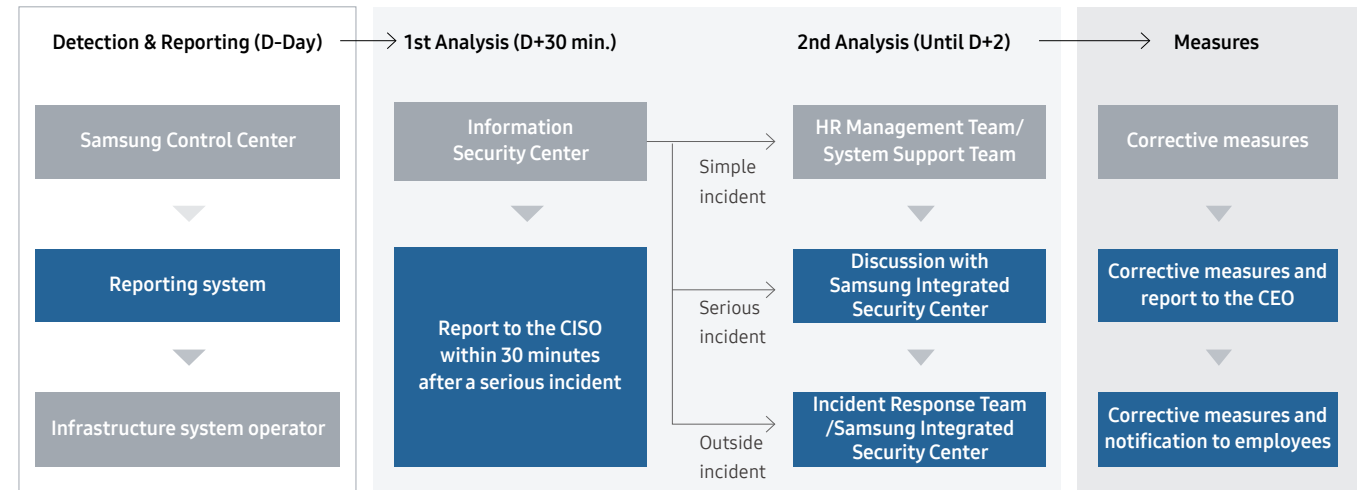 Detection & Reporting (D-Day)
1st Analysis (D+30 min.)
2nd Analysis (Until D+2)
Measures
Samsung Control Center
Reporting system
Infrastructure system operator
Information
Security Center
Report to the CISO
within 30 minutes
after a serious incident
Simple
incident
Serious
incident
Outside
incident
HR Management Team/
System Support Team
Discussion with
Samsung Integrated
Security Center
Incident Response Team
/Samsung Integrated
Security Center
Corrective measures
Corrective measures and
report to the CEO
Corrective measures and
notification to employees